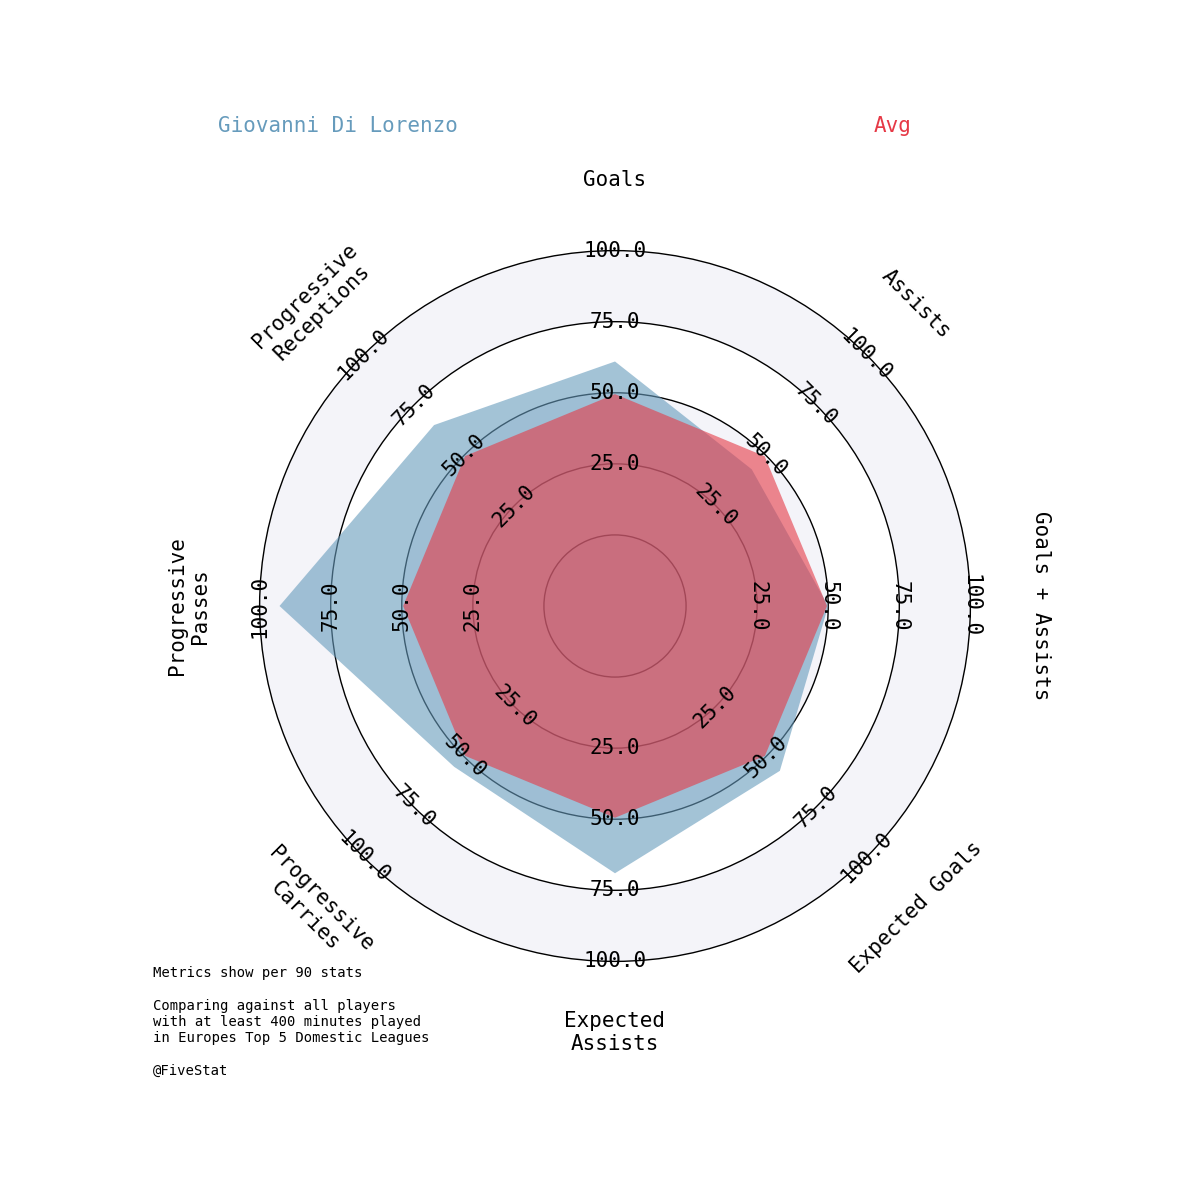 Giovanni Di Lorenzo
Avg
Goals
Assists
Goals + Assists
Expected Goals
Expected
Assists
Progressive
Carries
Progressive
Passes
Progressive
Receptions
25.0
50.0
75.0
100.0
25.0
50.0
75.0
100.0
25.0
50.0
75.0
100.0
25.0
50.0
75.0
100.0
25.0
50.0
75.0
100.0
25.0
50.0
75.0
100.0
25.0
50.0
75.0
100.0
25.0
50.0
75.0
100.0
Metrics show per 90 stats
Comparing against all players
with at least 400 minutes played
in Europes Top 5 Domestic Leagues
@FiveStat